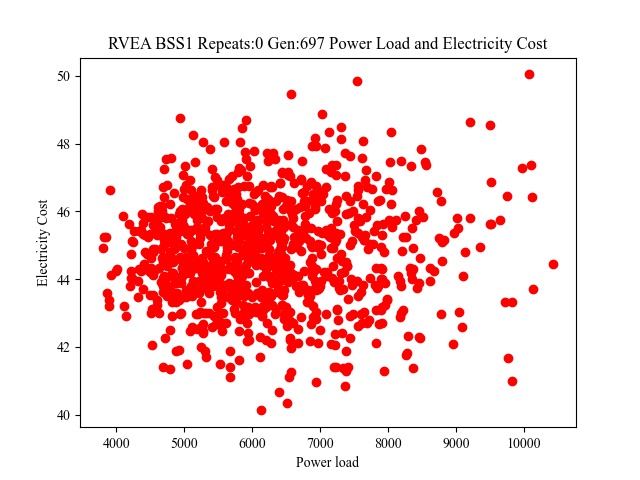 RVEA BSS1 Repeats:0 Gen:697 Power Load and Electricity Cost
50
48
46
44
42
40
Electricity Cost
4000 5000 6000 7000 8000 9000 10000
Power load